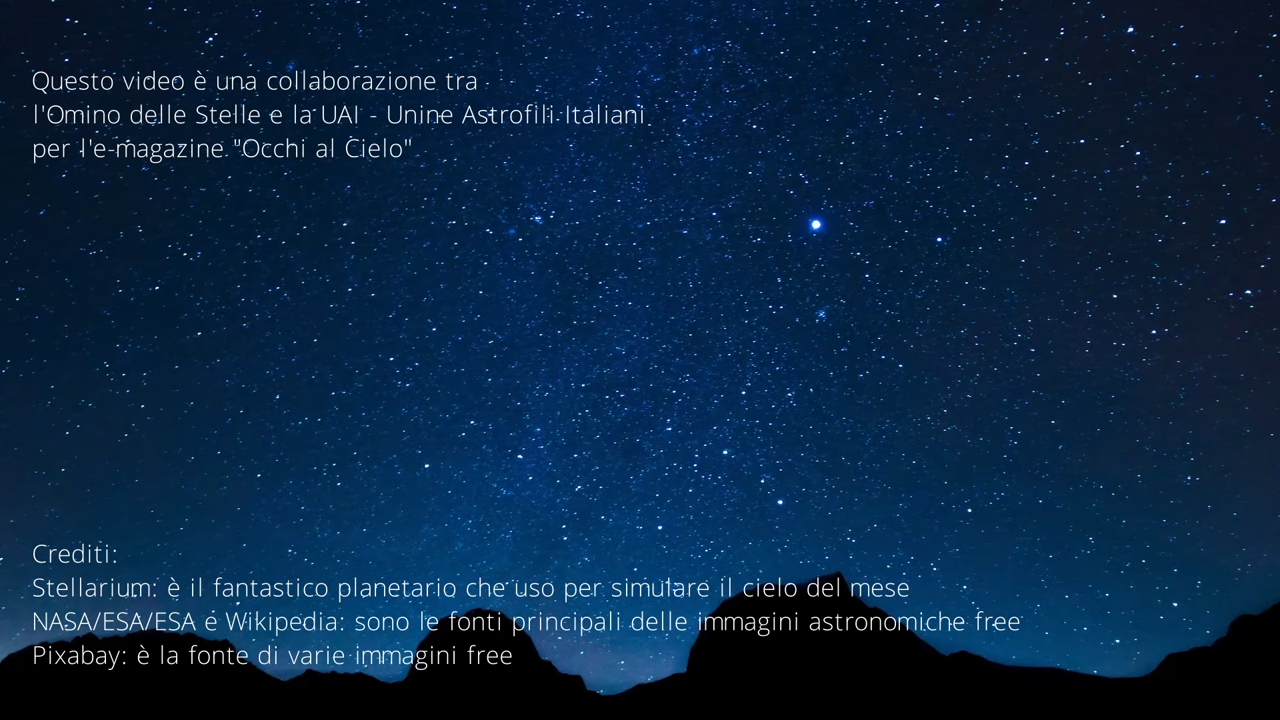 Questo video è una collaborazione tra
l'Omino delle Stelle e la UAI - Unine Astrofili Italiani
per l'e-magazine "Occhi al Cielo"
Crediti:
Stellarium: è il fantastico planetario che uso per simulare il cielo del mese
NASA/ESA/ESA e Wikipedia: sono le fonti principali delle immagini astronomiche free
Pixabay: è la fonte di varie immagini free